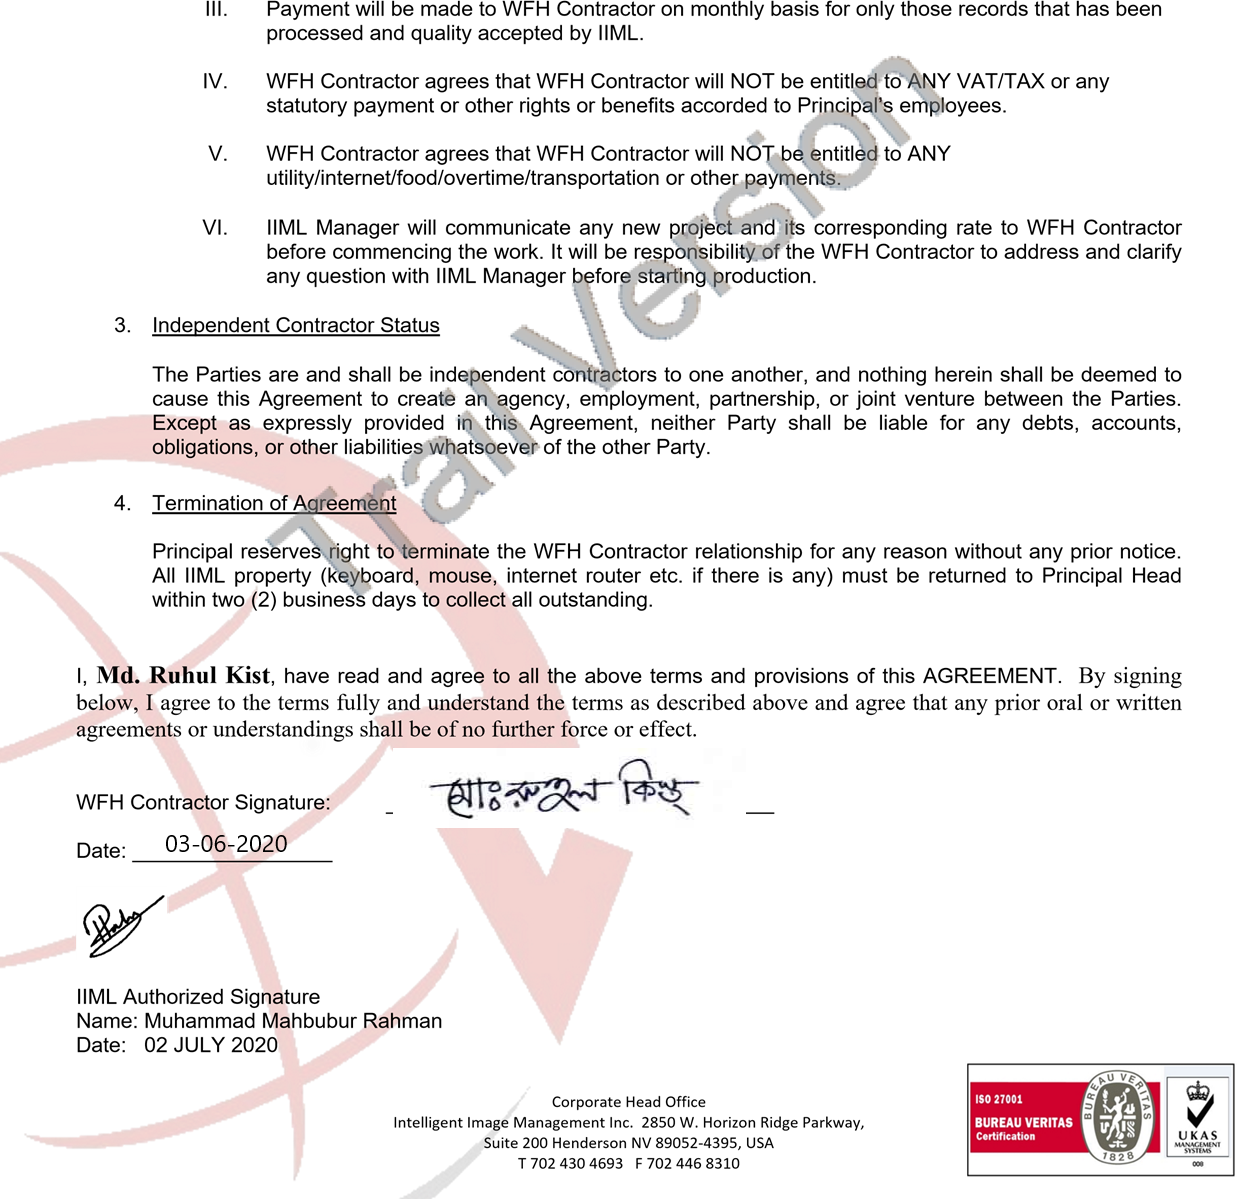 III. Payment will be made to WFH Contractor on monthly basis for only those records that has been
processed and quality accepted by IIML.
IV. WFH Contractor agrees that WFH Contractor will NOT be entitled to ANY VAT/TAX or any
statutory payment or other rights or benefits accorded to Principal's employees.
V. WFH Contractor agrees that WFH Contractor will NOT be entitled to ANY
utility/internet/food/overtime/transportation or other payments.
VI. IIML Manager will communicate any new project and its corresponding rate to WFH Contractor
before commencing the work. It will be responsibility of the WFH Contractor to address and clarify
any question with IIML Manager before starting production.
Trail Version
3. Independent Contractor Status
The Parties are and shall be independent contractors to one another, and nothing herein shall be deemed to
cause this Agreement to create an agency, employment, partnership, or joint venture between the Parties.
Except as expressly provided in this Agreement, neither Party shall be liable for any debts, accounts,
obligations, or other liabilities whatsoever of the other Party.
4. Termination of Agreement
Principal reserves right to terminate the WFH Contractor relationship for any reason without any prior notice.
All IIML property (keyboard, mouse, internet router etc. if there is any) must be returned to Principal Head
within two (2) business days to collect all outstanding.
I, Md. Ruhul Kist, have read and agree to all the above terms and provisions of this AGREEMENT. By signing
below, I agree to the terms fully and understand the terms as described above and agree that any prior oral or written
agreements or understandings shall be of no further force or effect.
WFH Contractor Signature: _ মোঃ রুহুল কিস্তু __
Date: 03-06-2020
IIML Authorized Signature
Name: Muhammad Mahbubur Rahman
Date: 02 JULY 2020
Corporate Head Office
Intelligent Image Management Inc. 2850 W. Horizon Ridge Parkway,
Suite 200 Henderson NV 89052-4395, USA
T 702 430 4693 F 702 446 8310
ISO 27001
BUREAU VERITAS
Certification
BUREAU VERITAS
1828
UKAS
MANAGEMENT
SYSTEMS
008